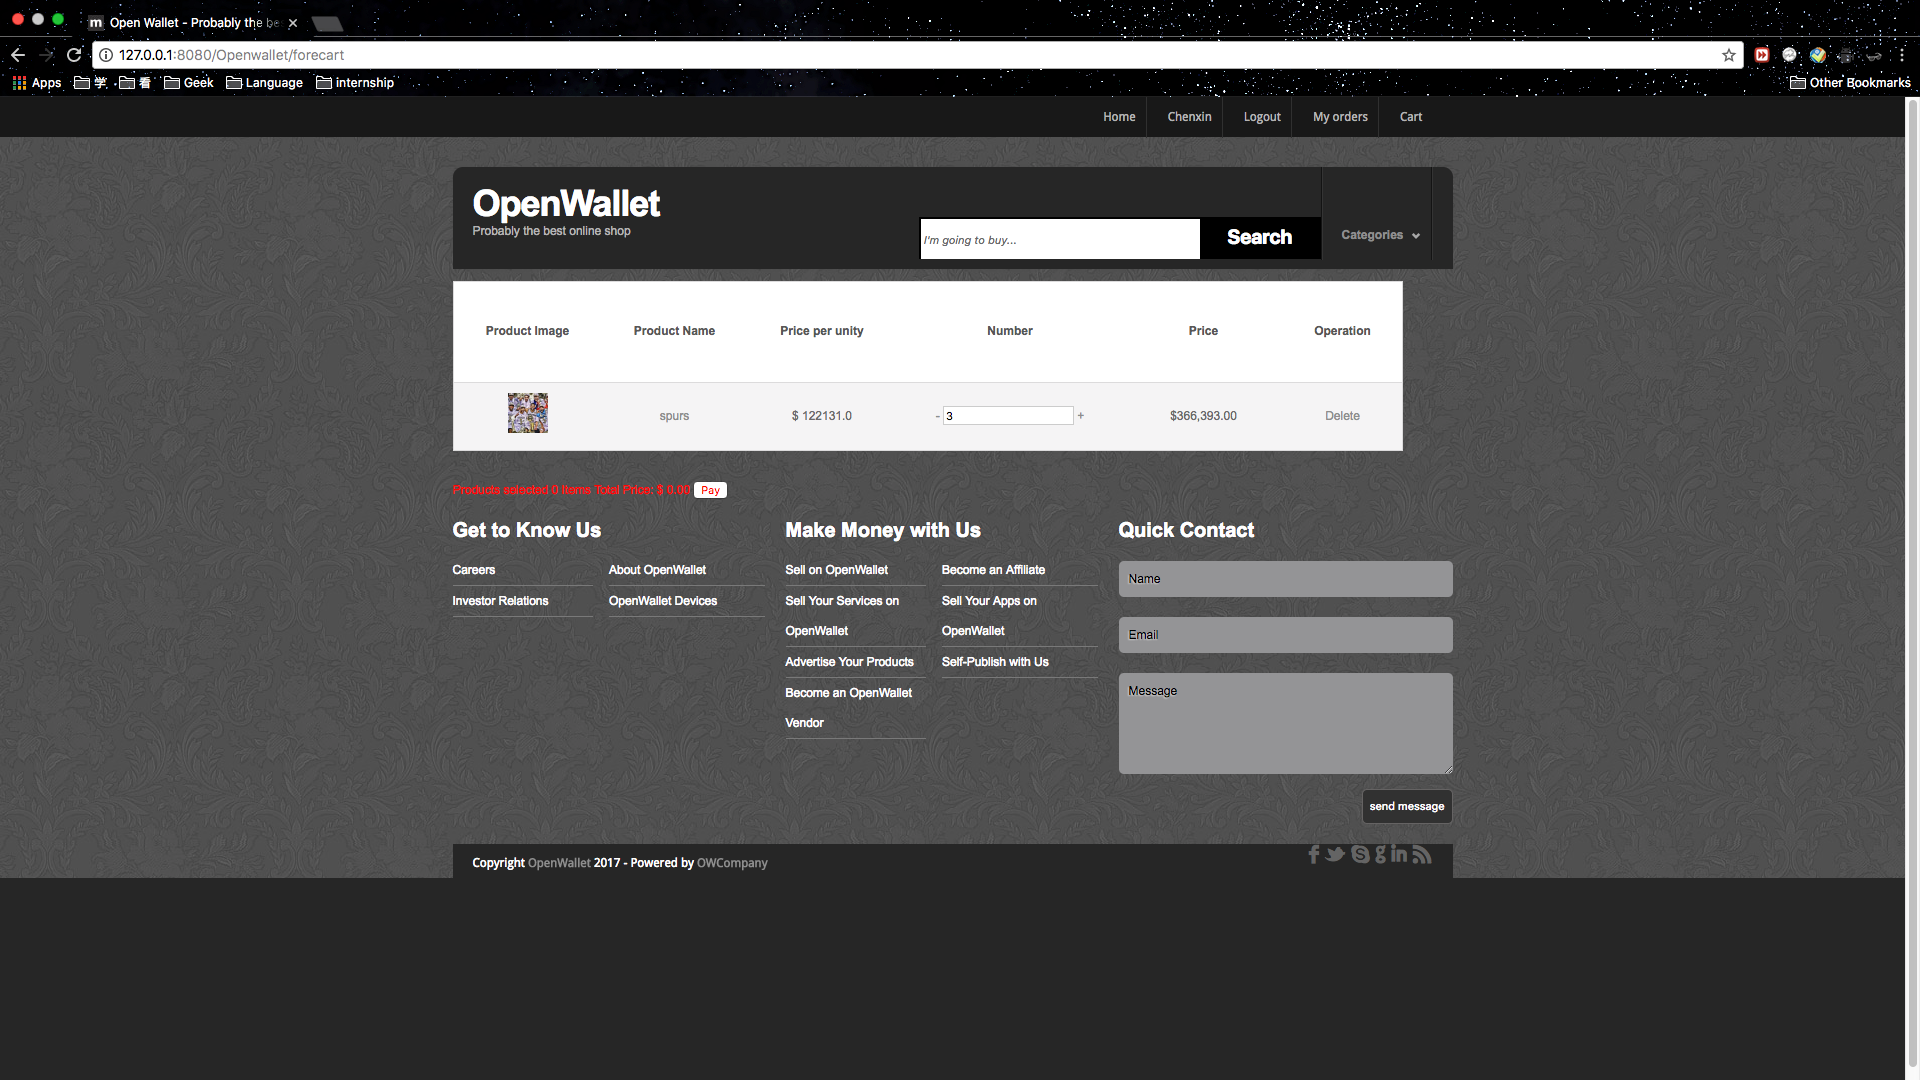 m Open Wallet - Probably the be
127.0.0.1:8080/Openwallet/forecart
Apps 学 看 Geek Language internship Other Bookmarks
Home Chenxin Logout My orders Cart
OpenWallet
Probably the best online shop
I'm going to buy... Search Categories
Product Image Product Name Price per unity Number Price Operation
spurs $ 122131.0 - 3 + $366,393.00 Delete
Products selected 0 Items Total Price: $ 0.00 Pay
Get to Know Us
Careers About OpenWallet
Investor Relations OpenWallet Devices
Make Money with Us
Sell on OpenWallet
Sell Your Services on
OpenWallet
Advertise Your Products
Become an OpenWallet
Vendor
Become an Affiliate
Sell Your Apps on
OpenWallet
Self-Publish with Us
Quick Contact
Name
Email
Message
send message
Copyright OpenWallet 2017 - Powered by OWCompany